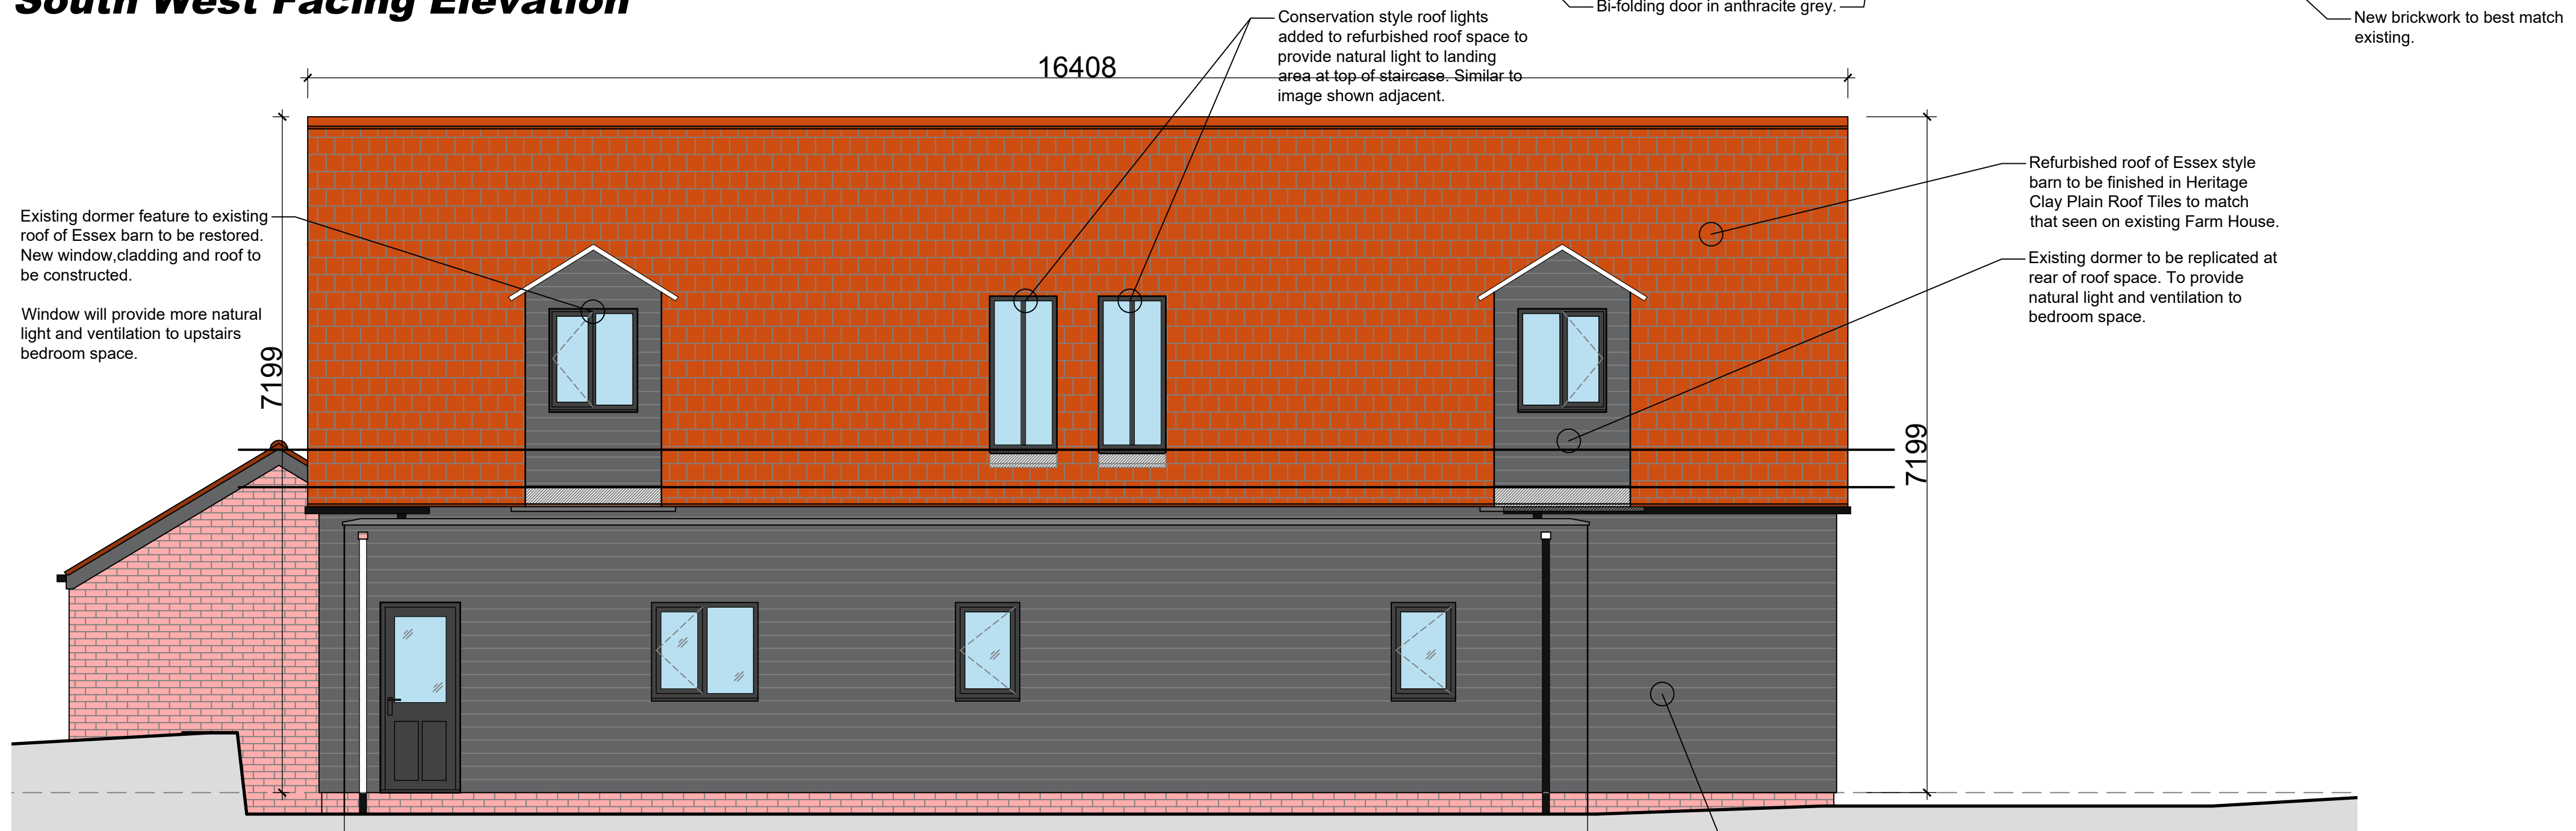 South West Facing Elevation
Bi-folding door in anthracite grey.
New brickwork to best match
existing.
Conservation style roof lights
added to refurbished roof space to
provide natural light to landing
area at top of staircase. Similar to
image shown adjacent.
16408
Existing dormer feature to existing
roof of Essex barn to be restored.
New window,cladding and roof to
be constructed.
Window will provide more natural
light and ventilation to upstairs
bedroom space.
7199
Refurbished roof of Essex style
barn to be finished in Heritage
Clay Plain Roof Tiles to match
that seen on existing Farm House.
Existing dormer to be replicated at
rear of roof space. To provide
natural light and ventilation to
bedroom space.
7199